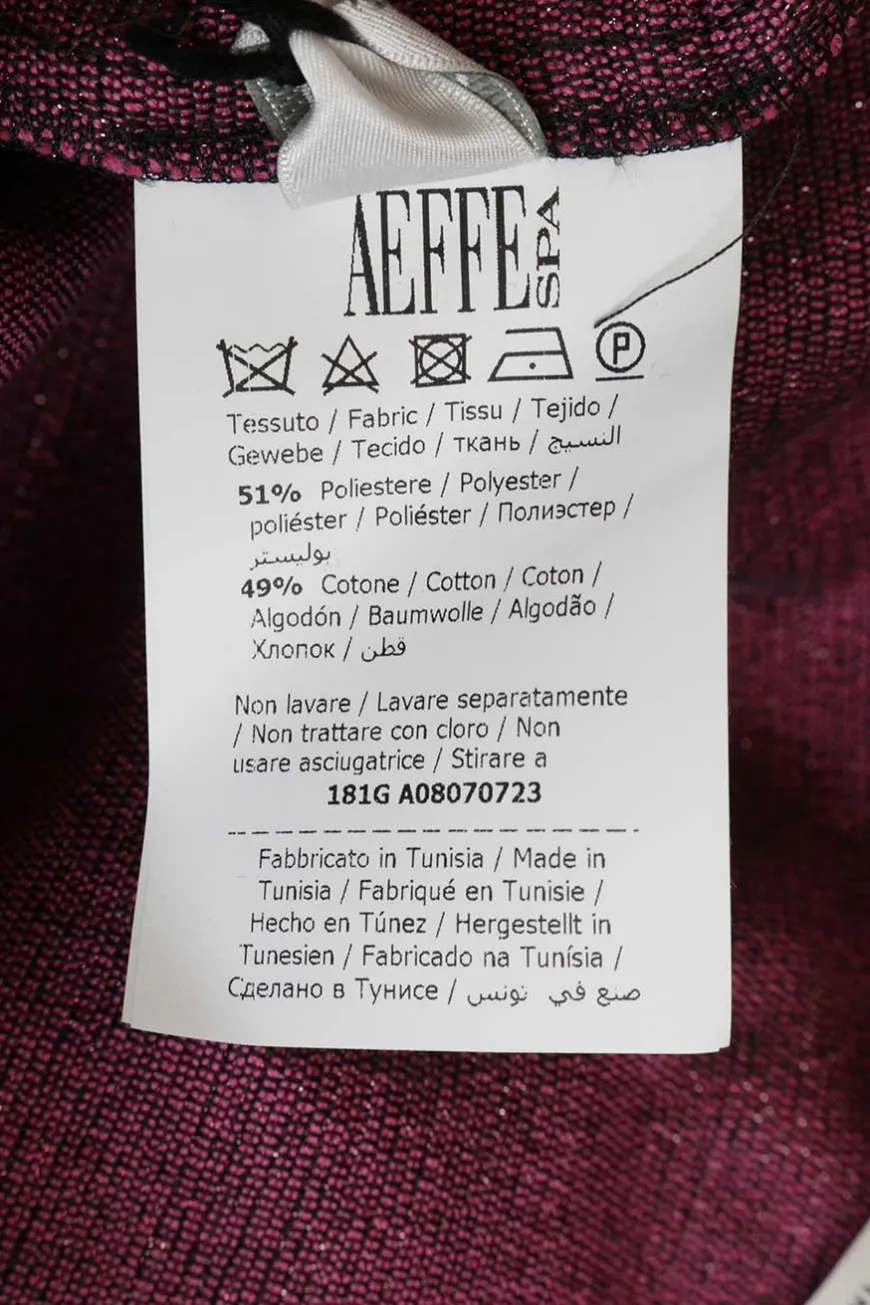 AEFFE SPA
P
Tessuto / Fabric / Tissu / Tejido /
Gewebe / Tecido / ткань / النسيج
51% Poliestere / Polyester /
poliéster / Poliéster / Полиэстер /
بوليستر
49% Cotone / Cotton / Coton /
Algodón / Baumwolle / Algodão /
Хлопок / قطن
Non lavare / Lavare separatamente
/ Non trattare con cloro / Non
usare asciugatrice / Stirare a
181G A08070723
Fabbricato in Tunisia / Made in
Tunisia / Fabriqué en Tunisie /
Hecho en Túnez / Hergestellt in
Tunesien / Fabricado na Tunísia /
Сделано в Тунисе / صنع في تونس